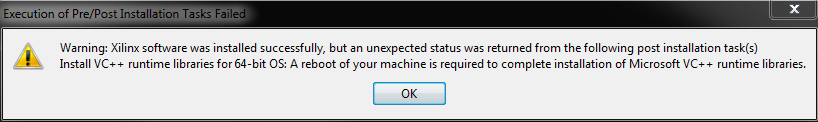 Execution of Pre/Post Installation Tasks Failed
Warning: Xilinx software was installed successfully, but an unexpected status was returned from the following post installation task(s)
Install VC++ runtime libraries for 64-bit OS: A reboot of your machine is required to complete installation of Microsoft VC++ runtime libraries.
OK